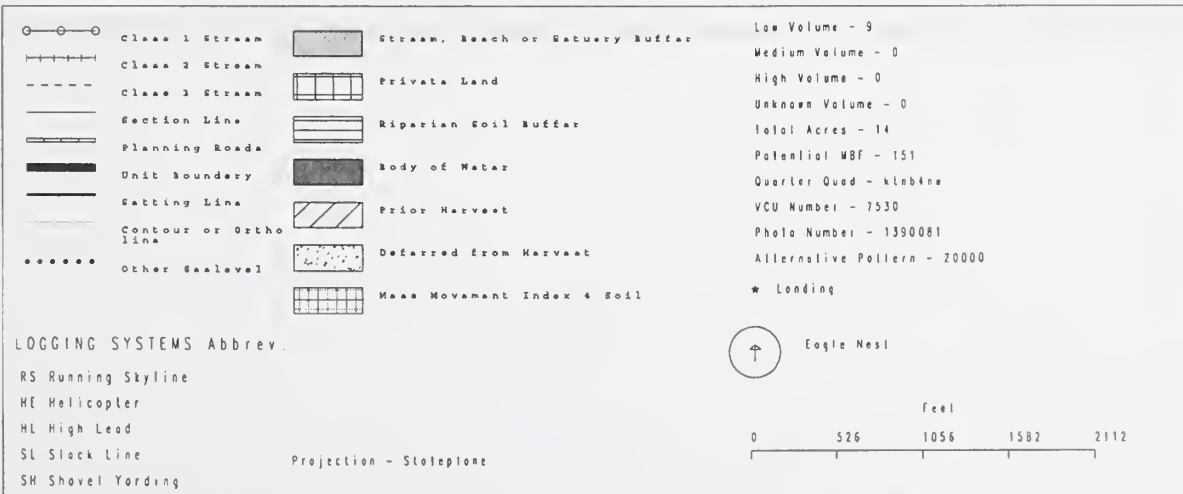 Class 1 Stream
Class 2 Stream
Class 3 Stream
Section Line
Planning Roads
Unit Boundery
Setting Line
Contour or Ortho
line
Other Sealevel
Stream, Beach or Estuery Buffer
Private Land
Riparian Soil Buffer
Body of Water
Prior Harvest
Deferred from Harvest
Mass Movement Index 4 Soil
Low Volume - 9
Medium Volume - 0
High Volume - 0
Unknown Volume - 0
Total Acres - 14
Potential MBF - 151
Quarter Quad - ktnb4nw
VCU Number - 7530
Photo Number - 1390081
Alternative Pattern - 20000
★ Landing
Eagle Nest
LOGGING SYSTEMS Abbrev.
RS Running Skyline
HE Helicopter
HL High Lead
SL Slack Line
SH Shovel Yarding
Projection - Stateplane
Feet
0 526 1056 1582 2112